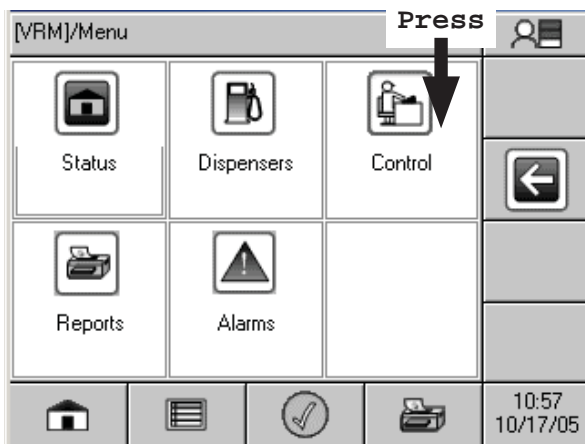 Press
[VRM]/Menu
Status
Dispensers
Control
Reports
Alarms
10:57
10/17/05